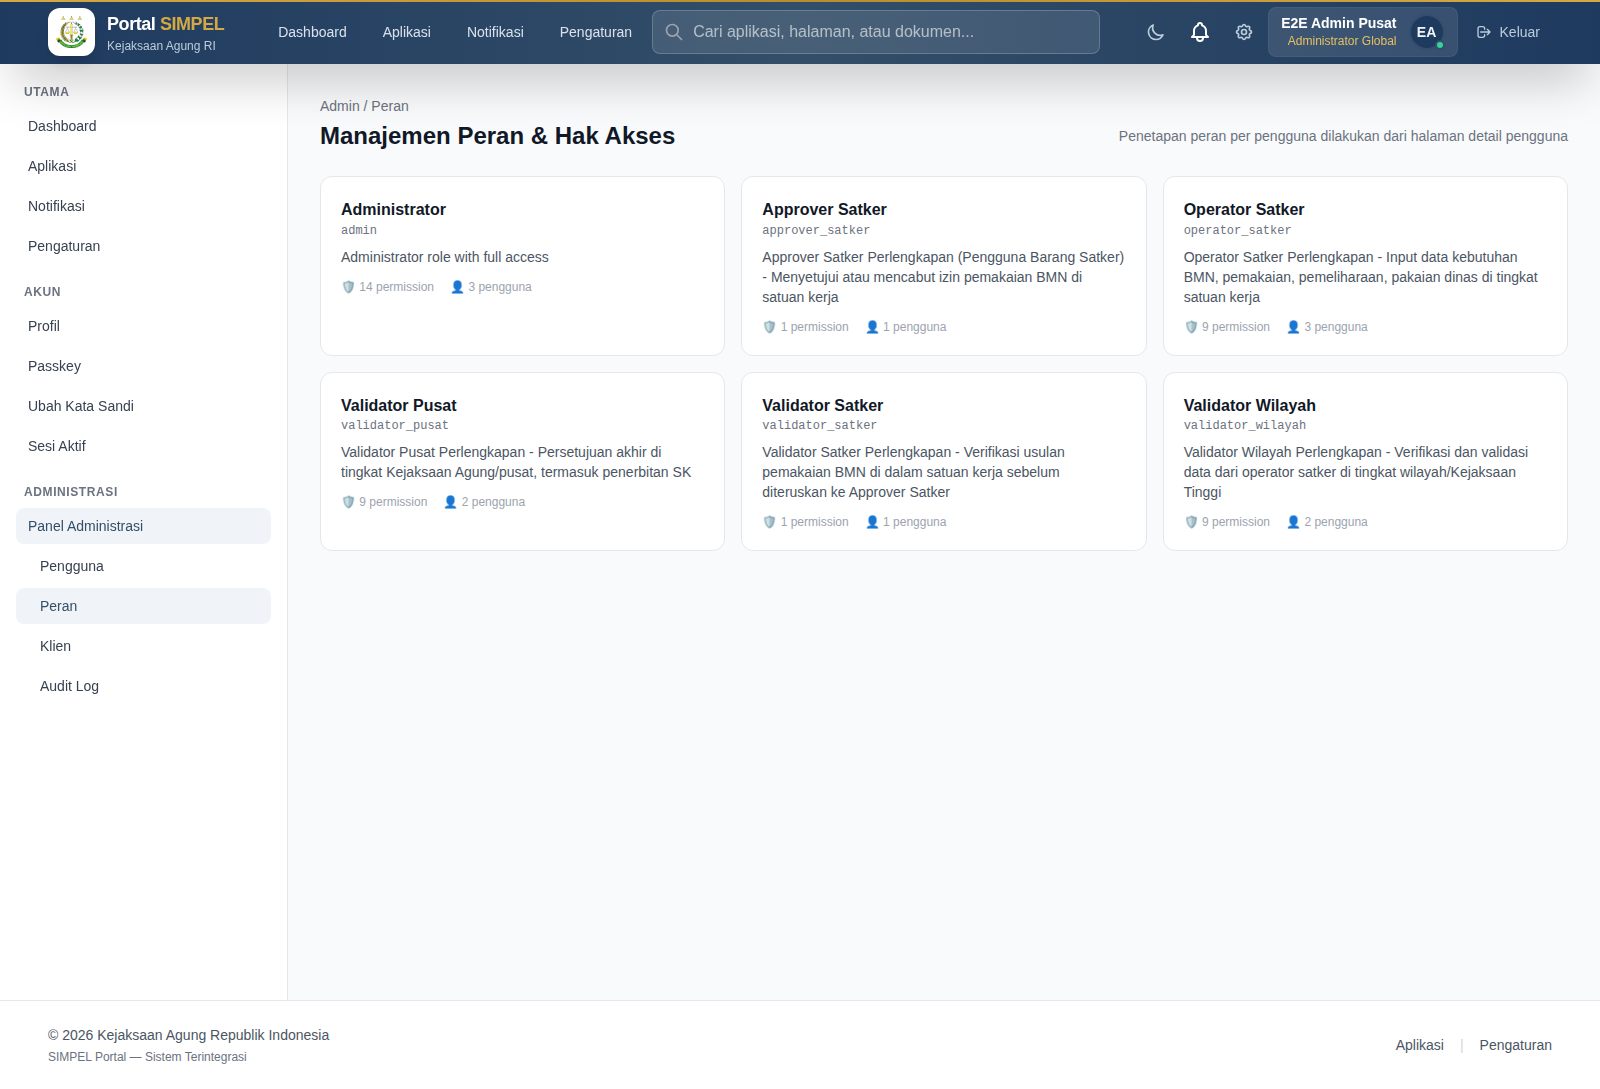 Portal SIMPEL
Kejaksaan Agung RI
Dashboard
Aplikasi
Notifikasi
Pengaturan
Cari aplikasi, halaman, atau dokumen...
E2E Admin Pusat
Administrator Global
EA
Keluar
UTAMA
Dashboard
Aplikasi
Notifikasi
Pengaturan
AKUN
Profil
Passkey
Ubah Kata Sandi
Sesi Aktif
ADMINISTRASI
Panel Administrasi
Pengguna
Peran
Klien
Audit Log
Admin / Peran
Manajemen Peran & Hak Akses
Penetapan peran per pengguna dilakukan dari halaman detail pengguna
Administrator
admin
Administrator role with full access
14 permission
3 pengguna
Approver Satker
approver_satker
Approver Satker Perlengkapan (Pengguna Barang Satker)
- Menyetujui atau mencabut izin pemakaian BMN di
satuan kerja
1 permission
1 pengguna
Operator Satker
operator_satker
Operator Satker Perlengkapan - Input data kebutuhan
BMN, pemakaian, pemeliharaan, pakaian dinas di tingkat
satuan kerja
9 permission
3 pengguna
Validator Pusat
validator_pusat
Validator Pusat Perlengkapan - Persetujuan akhir di
tingkat Kejaksaan Agung/pusat, termasuk penerbitan SK
9 permission
2 pengguna
Validator Satker
validator_satker
Validator Satker Perlengkapan - Verifikasi usulan
pemakaian BMN di dalam satuan kerja sebelum
diteruskan ke Approver Satker
1 permission
1 pengguna
Validator Wilayah
validator_wilayah
Validator Wilayah Perlengkapan - Verifikasi dan validasi
data dari operator satker di tingkat wilayah/Kejaksaan
Tinggi
9 permission
2 pengguna
© 2026 Kejaksaan Agung Republik Indonesia
SIMPEL Portal — Sistem Terintegrasi
Aplikasi | Pengaturan